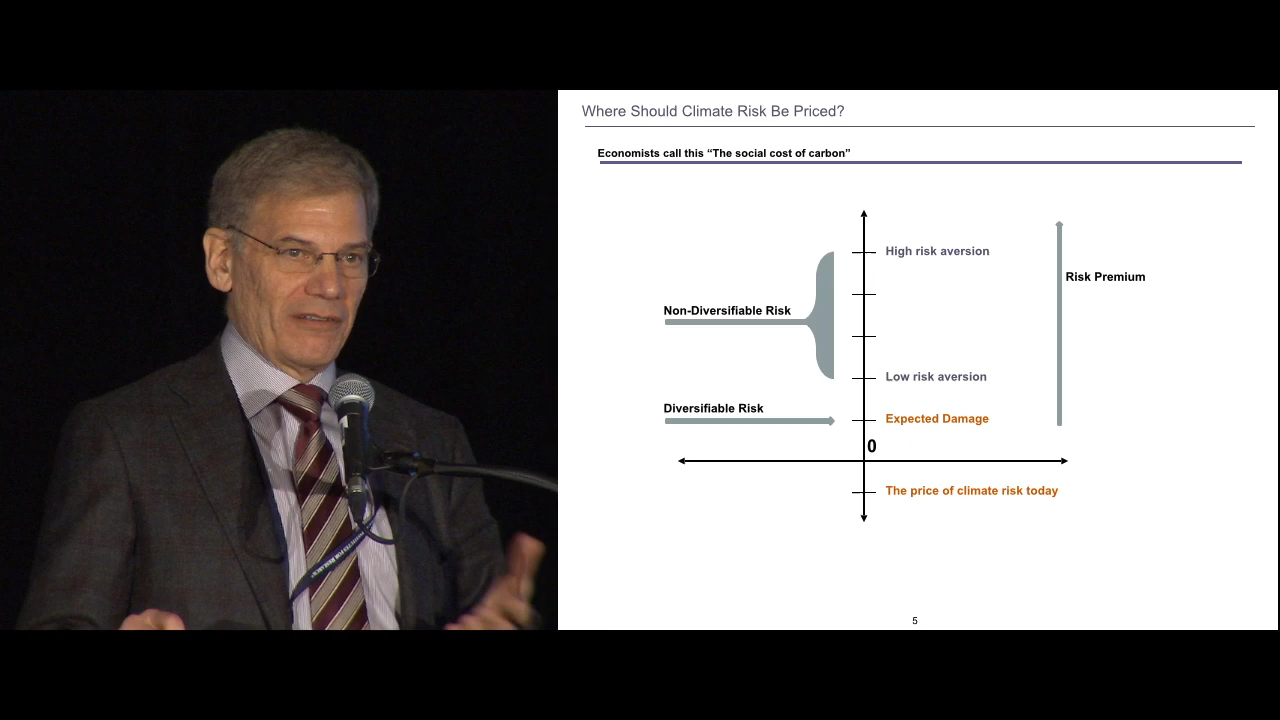 Where Should Climate Risk Be Priced?
Economists call this “The social cost of carbon”
High risk aversion
Risk Premium
Non-Diversifiable Risk
Low risk aversion
Diversifiable Risk
Expected Damage
0
The price of climate risk today
5